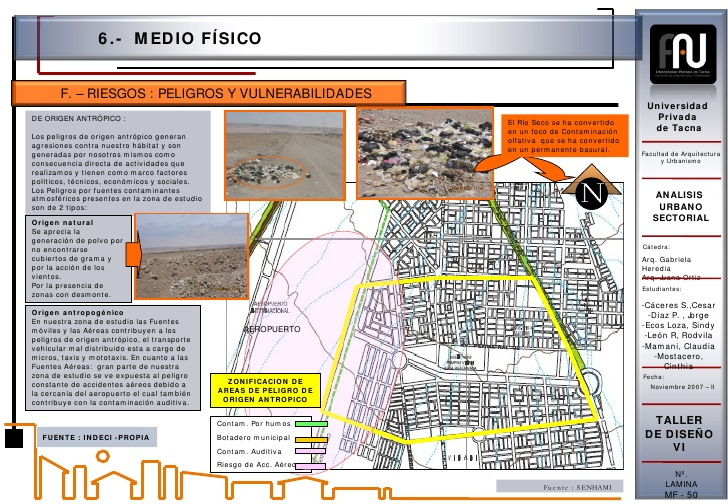 6.- MEDIO FÍSICO
F. – RIESGOS : PELIGROS Y VULNERABILIDADES
DE ORIGEN ANTRÓPICO :
Los peligros de origen antrópico generan
agresiones contra nuestro hábitat y son
generadas por nosotros mismos como
consecuencia directa de actividades que
realizamos y tienen como marco factores
políticos, técnicos, económicos y sociales.
Los Peligros por fuentes contaminantes
atmosféricos presentes en la zona de estudio
son de 2 tipos:
Origen natural
Se aprecia la
generación de polvo por
no encontrarse
cubiertos de grama y
por la acción de los
vientos.
Por la presencia de
zonas con desmonte.
Origen antropogénico
En nuestra zona de estudio las Fuentes
móviles y las Aéreas contribuyen a los
peligros de origen antrópico, el transporte
vehicular mal distribuido esta a cargo de
micros, taxis y mototaxis. En cuanto a las
Fuentes Aéreas: gran parte de nuestra
zona de estudio se ve expuesta al peligro
constante de accidentes aéreos debido a
la cercanía del aeropuerto el cual también
contribuye con la contaminación auditiva.
FUENTE : INDECI -PROPIA
El Río Seco se ha convertido
en un foco de Contaminación
olfativa que se ha convertido
en un permanente basural.
N
AEROPUERTO
INTERNACIONAL
AEROPUERTO
VIÑANI
ZONIFICACION DE
AREAS DE PELIGRO DE
ORIGEN ANTROPICO
Contam. Por humos
Botadero municipal
Contam. Auditiva
Riesgo de Acc. Aéreo
Fuente : SENHAMI
FAU
UNIVERSIDAD PRIVADA DE TACNA
Universidad
Privada
de Tacna
Facultad de Arquitectura
y Urbanismo
ANALISIS
URBANO
SECTORIAL
Cátedra:
Arq. Gabriela
Heredia
Arq. Juana Ortiz
Estudiantes:
-Cáceres S.,Cesar
-Diaz P. , Jorge
-Ecos Loza, Sindy
-León R, Rodvila
-Mamani, Claudia
-Mostacero,
Cinthia
Fecha:
Noviembre 2007 – II
TALLER
DE DISEÑO
VI
Nº.
LAMINA
MF - 50